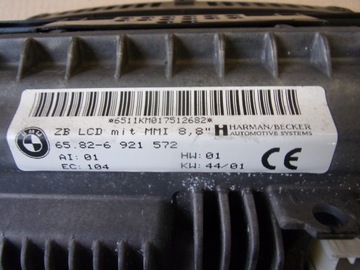 *6511KM017512682*
ZB LCD mit MMI 8,8" H HARMAN/BECKER
AUTOMOTIVE SYSTEMS
65.82-6 921 572
AI: 01 HW: 01
EC: 104 KW: 44/01 CE
BMW